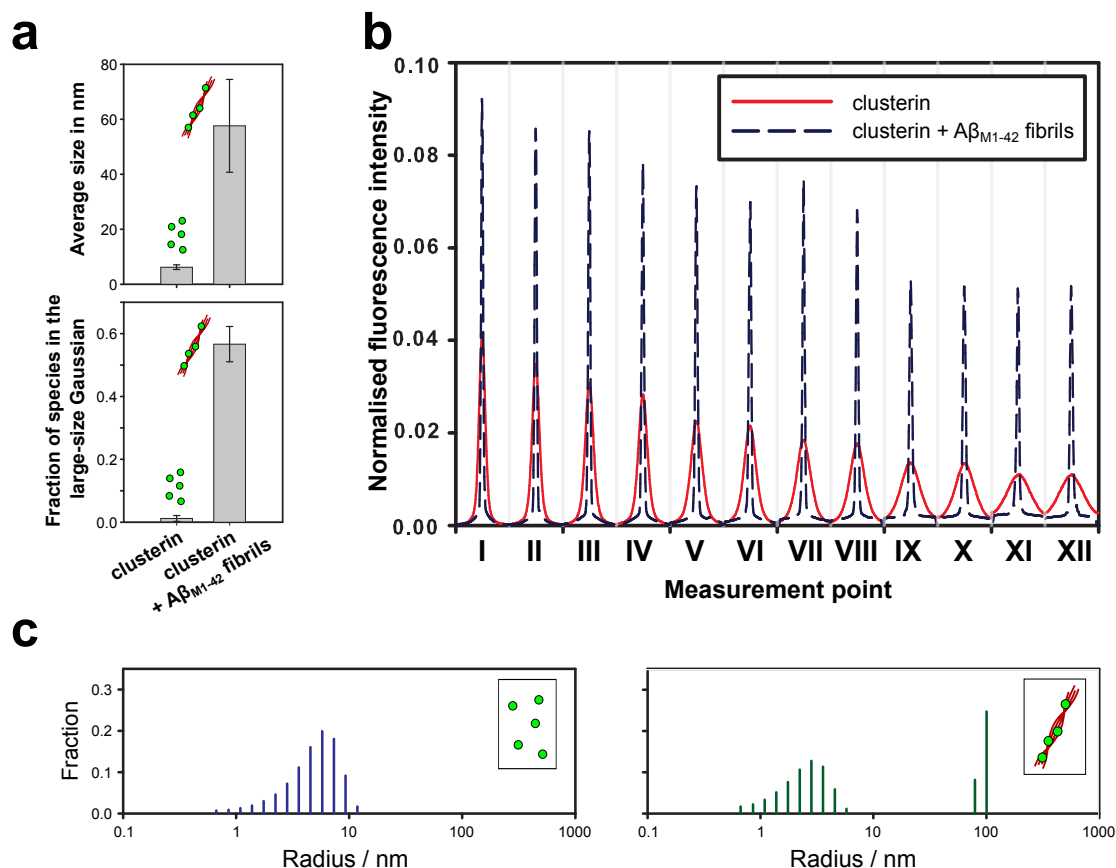 a
Average size in nm
80
60
40
20
0
Fraction of species in the
large-size Gaussian
0.6
0.4
0.2
0.0
clusterin
clusterin
+ AβM1-42 fibrils
b
Normalised fluorescence intensity
0.10
0.08
0.06
0.04
0.02
0.00
clusterin
clusterin + AβM1-42 fibrils
I II III IV V VI VII VIII IX X XI XII
Measurement point
c
Fraction
0.3
0.2
0.1
0.0
0.1 1 10 100 1000
Radius / nm
0.1 1 10 100 1000
Radius / nm